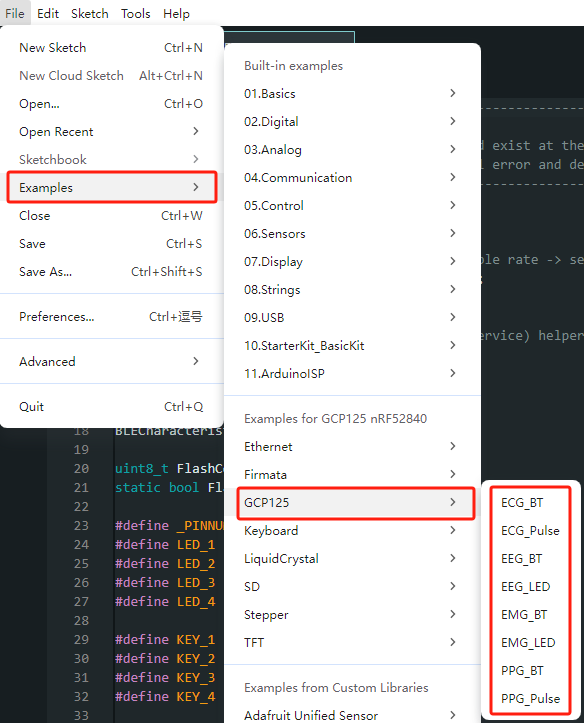 File Edit Sketch Tools Help
New Sketch Ctrl+N
New Cloud Sketch Alt+Ctrl+N
Open... Ctrl+O
Open Recent
Sketchbook
Examples
Close Ctrl+W
Save Ctrl+S
Save As... Ctrl+Shift+S
Preferences... Ctrl+逗号
Advanced
Quit Ctrl+Q
Built-in examples
01.Basics
02.Digital
03.Analog
04.Communication
05.Control
06.Sensors
07.Display
08.Strings
09.USB
10.StarterKit_BasicKit
11.ArduinoISP
Examples for GCP125 nRF52840
Ethernet
Firmata
GCP125
Keyboard
LiquidCrystal
SD
Stepper
TFT
Examples from Custom Libraries
Adafruit Unified Sensor
ECG_BT
ECG_Pulse
EEG_BT
EEG_LED
EMG_BT
EMG_LED
PPG_BT
PPG_Pulse
exist at the
error and de
rate -> se
) helper
18 BLECharacteris
19
20 uint8_t FlashCo
21 static bool Fl
22
23 #define _PINNU
24 #define LED_1
25 #define LED_2
26 #define LED_3
27 #define LED_4
28
29 #define KEY_1
30 #define KEY_2
31 #define KEY_3
32 #define KEY_4
33